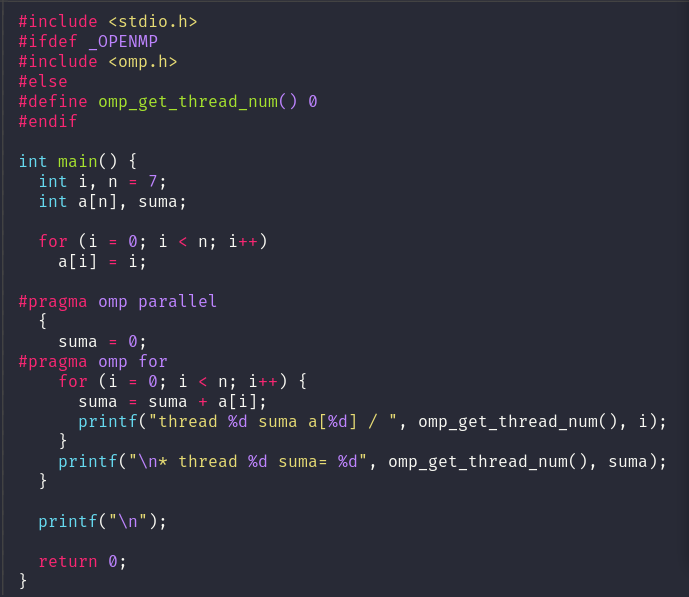 #include <stdio.h>
#ifdef _OPENMP
#include <omp.h>
#else
#define omp_get_thread_num() 0
#endif

int main() {
  int i, n = 7;
  int a[n], suma;

  for (i = 0; i < n; i++)
    a[i] = i;

#pragma omp parallel
  {
    suma = 0;
#pragma omp for
    for (i = 0; i < n; i++) {
      suma = suma + a[i];
      printf("thread %d suma a[%d] / ", omp_get_thread_num(), i);
    }
    printf("\n* thread %d suma= %d", omp_get_thread_num(), suma);
  }

  printf("\n");

  return 0;
}